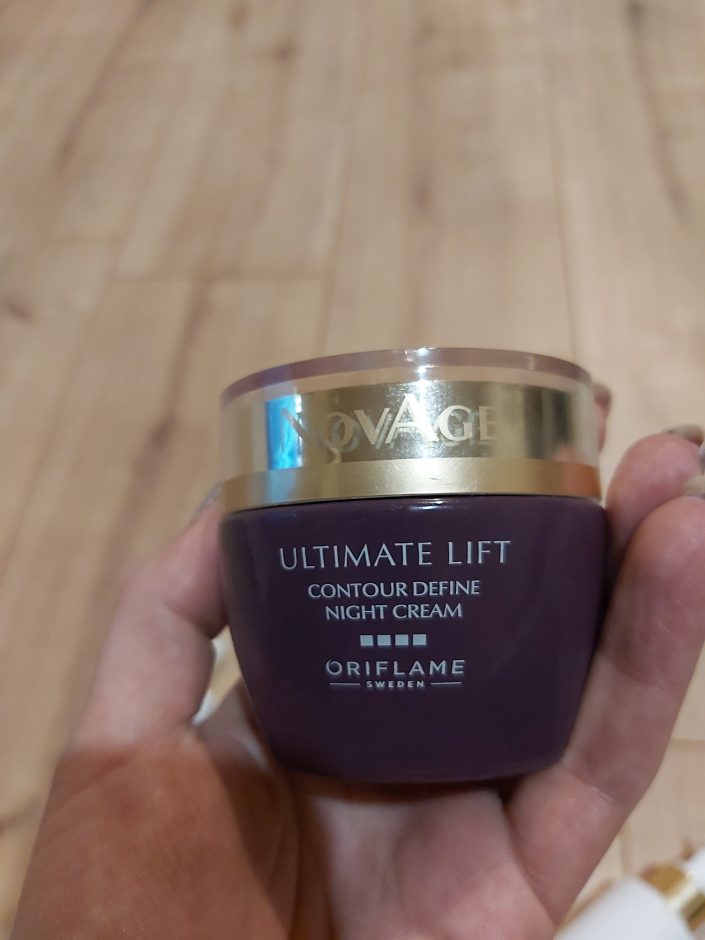 NOVAGE
ULTIMATE LIFT
CONTOUR DEFINE
NIGHT CREAM
ORIFLAME
SWEDEN